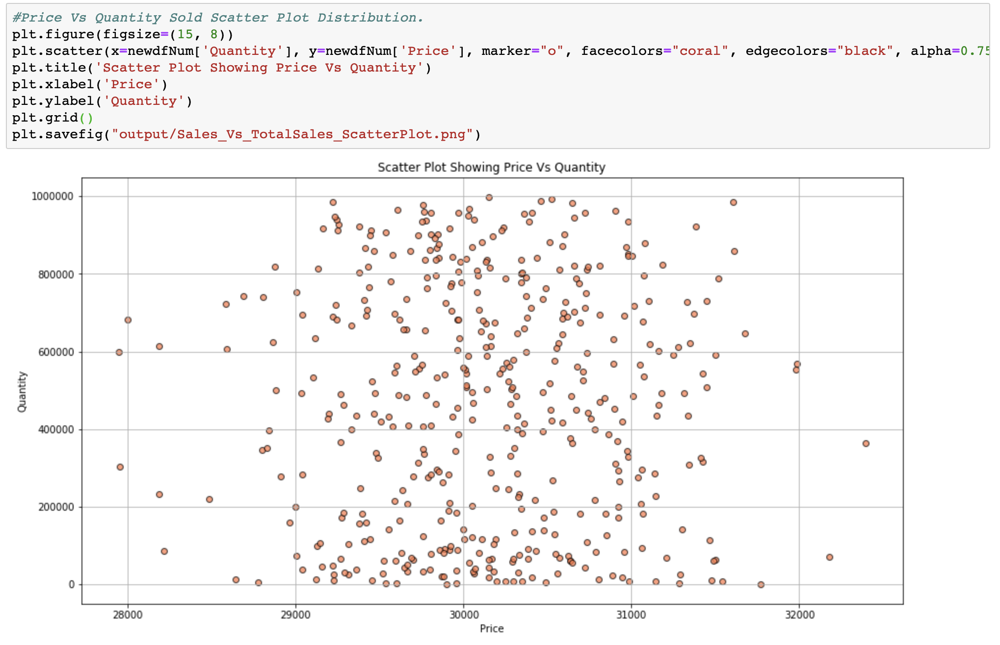 #Price Vs Quantity Sold Scatter Plot Distribution.
plt.figure(figsize=(15, 8))
plt.scatter(x=newdfNum['Quantity'], y=newdfNum['Price'], marker="o", facecolors="coral", edgecolors="black", alpha=0.75
plt.title('Scatter Plot Showing Price Vs Quantity')
plt.xlabel('Price')
plt.ylabel('Quantity')
plt.grid()
plt.savefig("output/Sales_Vs_TotalSales_ScatterPlot.png")
Scatter Plot Showing Price Vs Quantity
1000000
800000
600000
400000
200000
0
Quantity
28000 29000 30000 31000 32000
Price